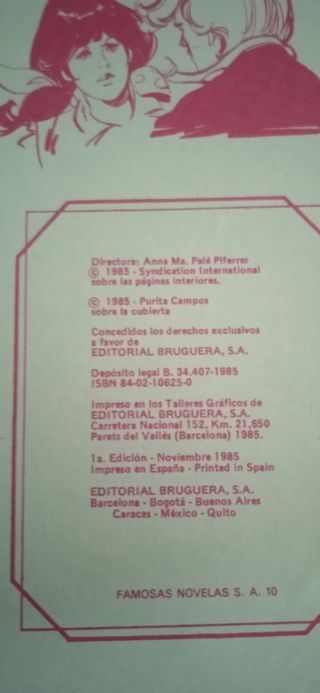 Directora: Anna Ma. Palé Piferrer
© 1985 - Syndication International
sobre las páginas interiores.
© 1985 - Purita Campos
sobre la cubierta
Concedidos los derechos exclusivos
a favor de
EDITORIAL BRUGUERA, S.A.
Depósito legal B. 34.407-1985
ISBN 84-02-10625-0
Impreso en los Talleres Gráficos de
EDITORIAL BRUGUERA, S.A.
Carretera Nacional 152, Km. 21,650
Parets del Vallés (Barcelona) 1985.
1a. Edición - Noviembre 1985
Impreso en España - Printed in Spain
EDITORIAL BRUGUERA, S.A.
Barcelona - Bogotá - Buenos Aires
Caracas - México - Quito
FAMOSAS NOVELAS S. A. 10